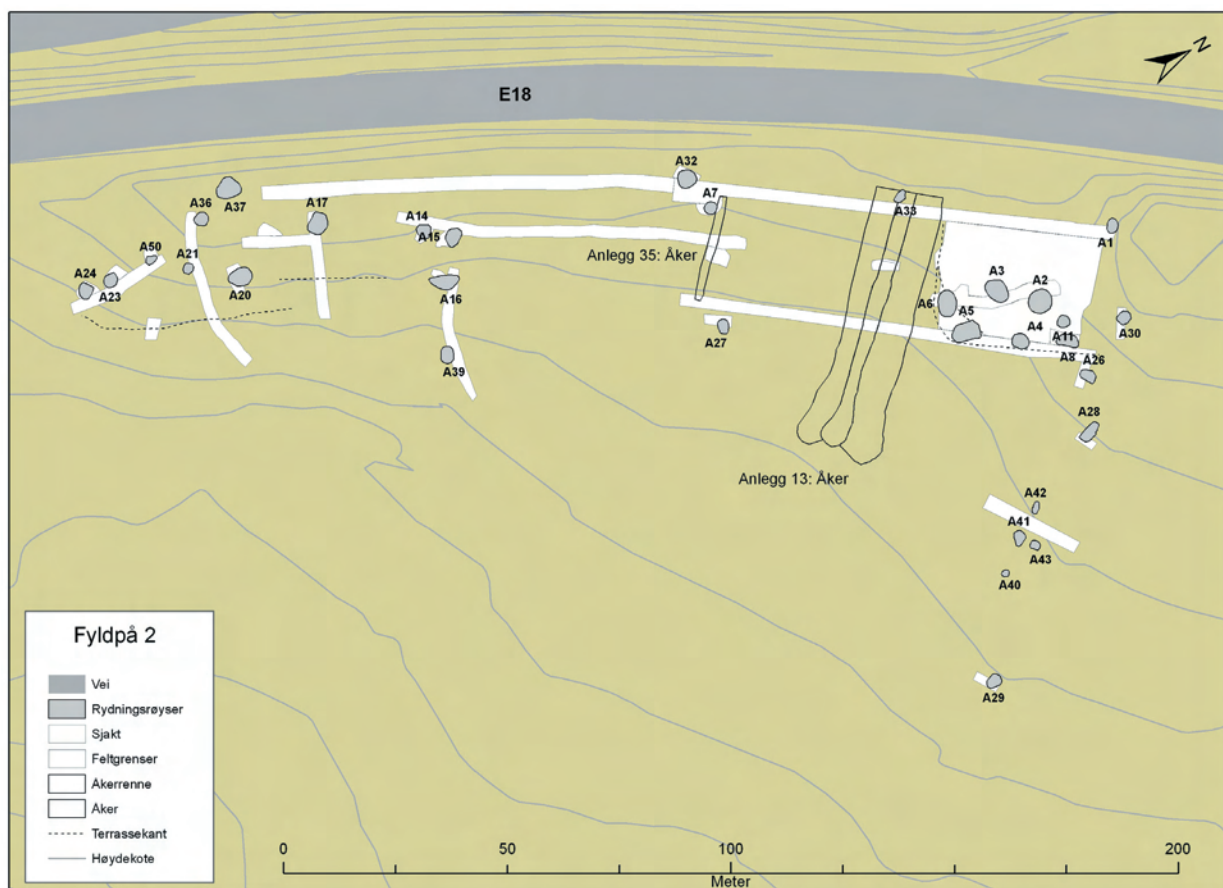 E18
N
A32
A7
A37
A36
A17
A14
A15
A33
A1
Anlegg 35: Åker
A50
A21
A24
A23
A20
A16
A3
A2
A6
A5
A4
A11
A30
A27
A8
A26
A39
A28
Anlegg 13: Åker
A42
A41
A43
A40
A29
Fyldpå 2
Vei
Rydningsrøyser
Sjakt
Feltgrenser
Åkerrenne
Åker
Terrassekant
Høydekote
0 50 100 200
Meter